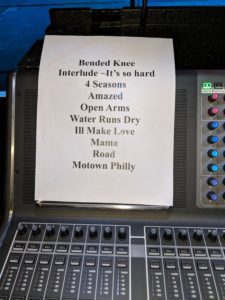 Bended Knee
Interlude ~It's so hard
4 Seasons
Amazed
Open Arms
Water Runs Dry
Ill Make Love
Mama
Road
Motown Philly